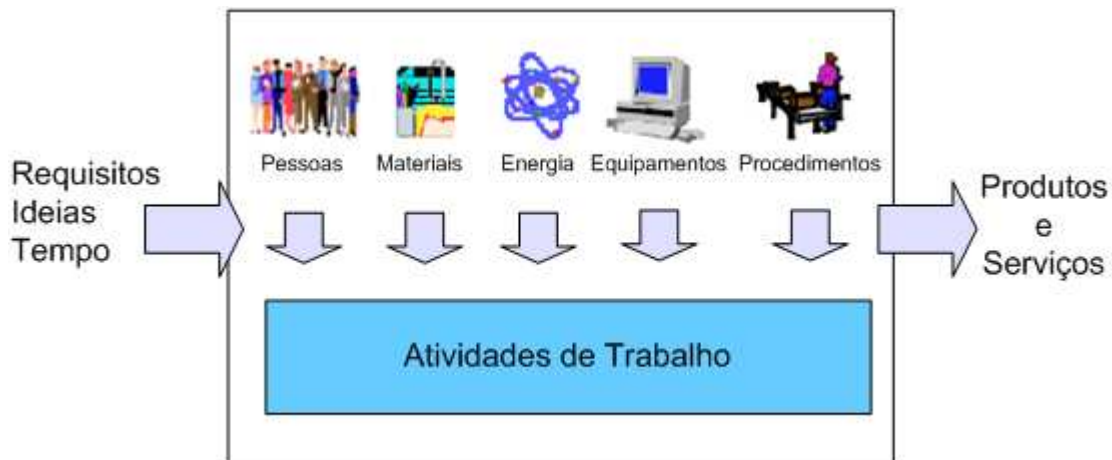 Pessoas
Materiais
Energia
Equipamentos
Procedimentos
Requisitos
Ideias
Tempo
Produtos
e
Serviços
Atividades de Trabalho